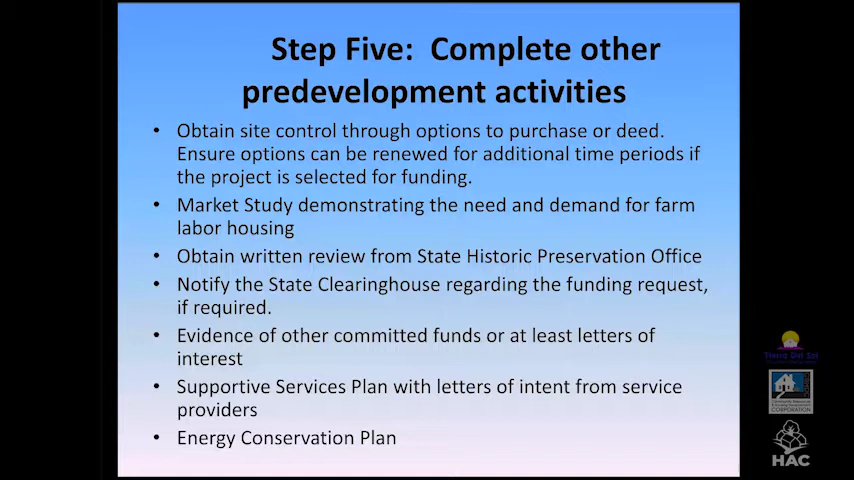 Step Five:  Complete other
predevelopment activities
• Obtain site control through options to purchase or deed.
Ensure options can be renewed for additional time periods if
the project is selected for funding.
• Market Study demonstrating the need and demand for farm
labor housing
• Obtain written review from State Historic Preservation Office
• Notify the State Clearinghouse regarding the funding request,
if required.
• Evidence of other committed funds or at least letters of
interest
• Supportive Services Plan with letters of intent from service
providers
• Energy Conservation Plan
Tierra Del Sol
CORPORATION
HAC